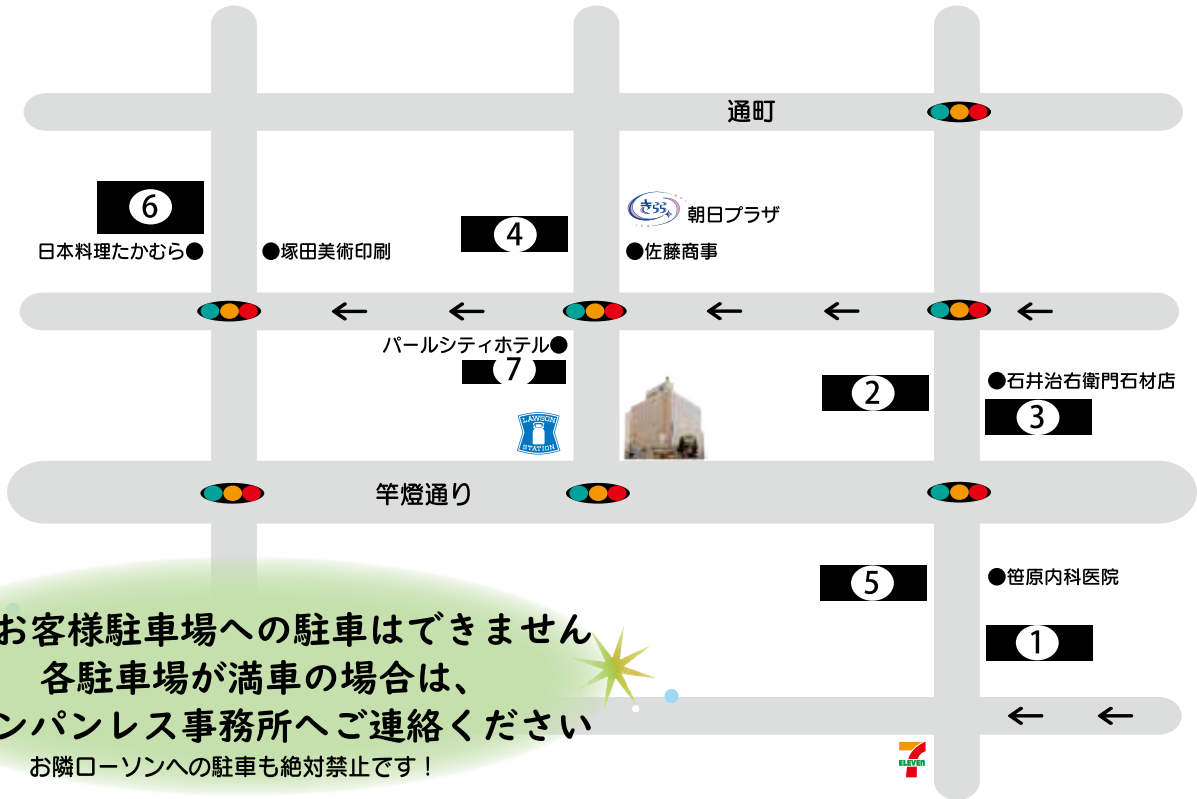 通町
6
きらら
朝日プラザ
4
日本料理たかむら●
●塚田美術印刷
●佐藤商事
← ← ← ← ←
パールシティホテル●
7
2
●石井治右衛門石材店
3
LAWSON
STATION
竿燈通り
5
●笹原内科医院
1
お客様駐車場への駐車はできません
各駐車場が満車の場合は、
ンパンレス事務所へご連絡ください
お隣ローソンへの駐車も絶対禁止です！
← ←
7
ELEVEN